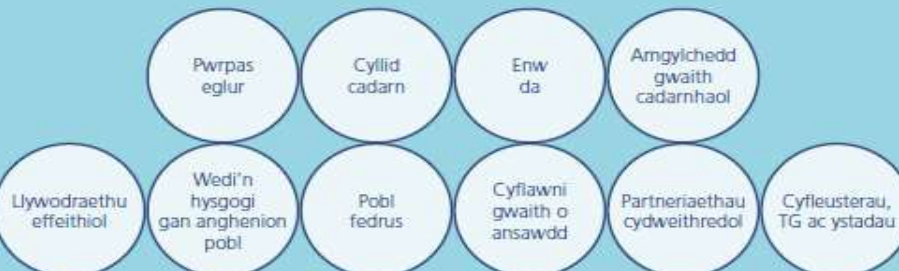 Pwrpas
eglur
Cyllid
cadarn
Enw
da
Amgylchedd
gwaith
cadarnhaol
Llywodraethu
effeithiol
Wedi'n
hysgogi
gan anghenion
pobl
Pobl
fedrus
Cyflawni
gwaith o
ansawdd
Partneriaethau
cydweithredol
Cyfleusterau,
TG ac ystadau